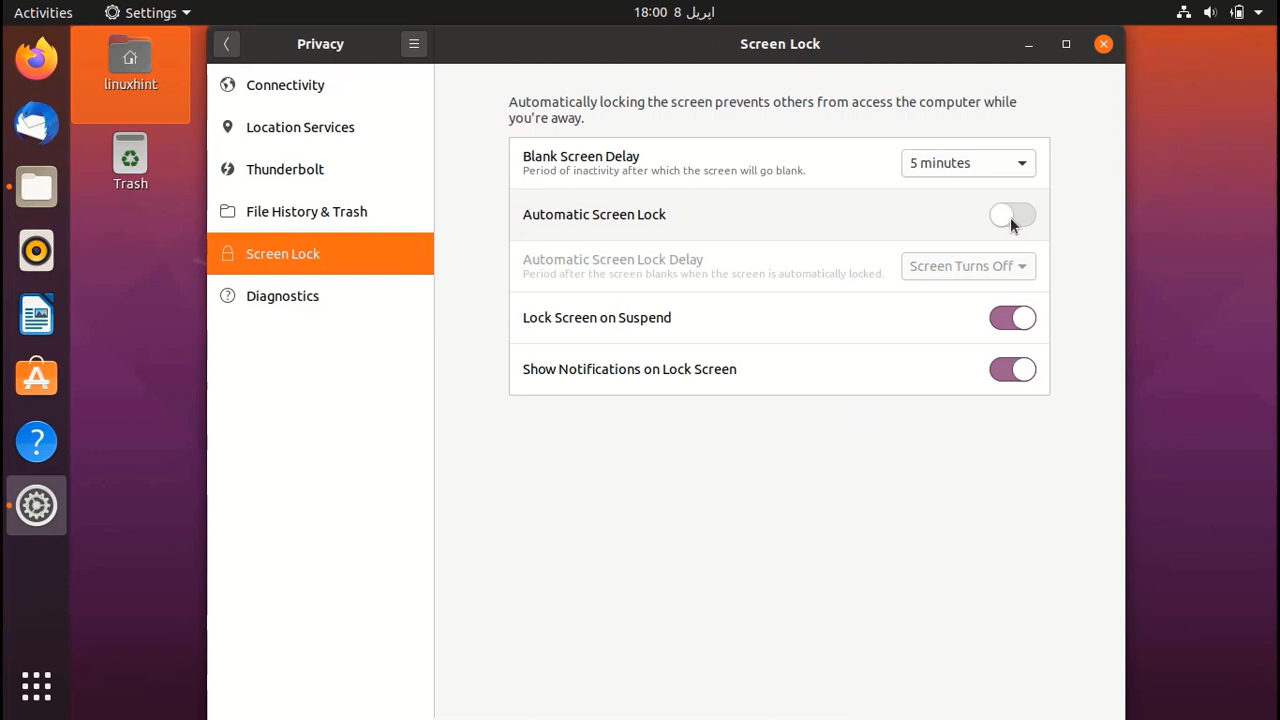 Activities
Settings
18:00 8 اپریل
linuxhint
Trash
Privacy
Screen Lock
Connectivity
Location Services
Thunderbolt
File History & Trash
Screen Lock
Diagnostics
Automatically locking the screen prevents others from access the computer while
you're away.
Blank Screen Delay
Period of inactivity after which the screen will go blank.
5 minutes
Automatic Screen Lock
Automatic Screen Lock Delay
Period after the screen blanks when the screen is automatically locked.
Screen Turns Off
Lock Screen on Suspend
Show Notifications on Lock Screen